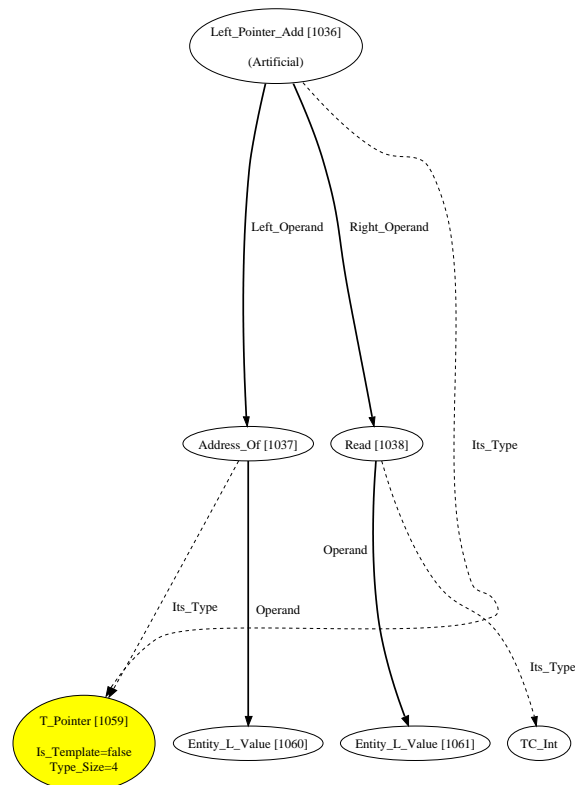 Left_Pointer_Add [1036]
(Artificial)
Left_Operand
Right_Operand
Address_Of [1037]
Read [1038]
Its_Type
Operand
Its_Type
Operand
Its_Type
T_Pointer [1059]
Is_Template=false
Type_Size=4
Entity_L_Value [1060]
Entity_L_Value [1061]
TC_Int